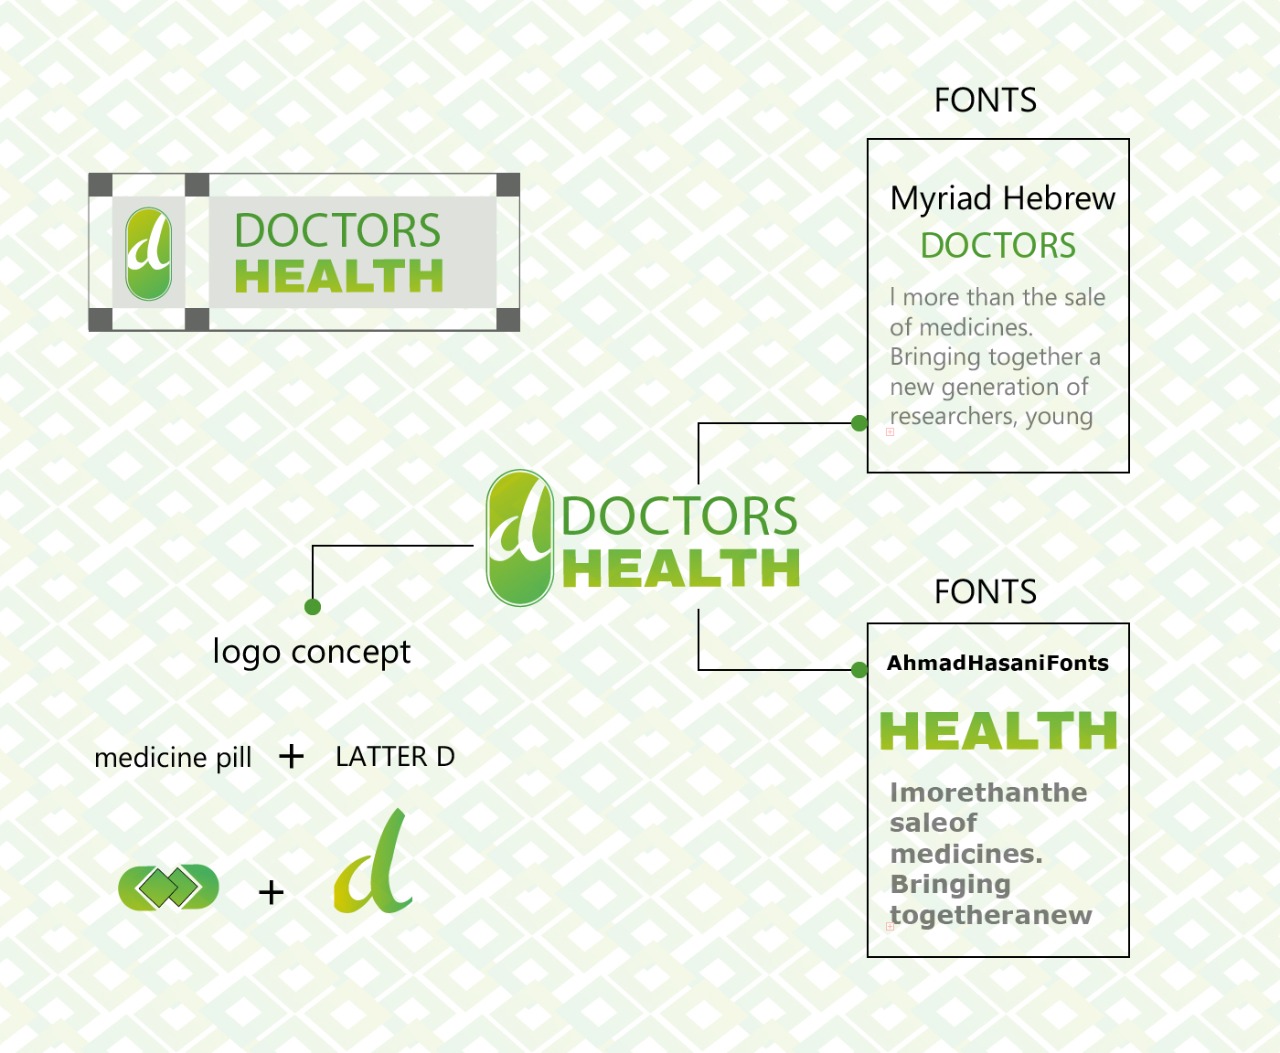 FONTS
Myriad Hebrew
DOCTORS
l more than the sale
of medicines.
Bringing together a
new generation of
researchers, young
d
DOCTORS
HEALTH
d
DOCTORS
HEALTH
logo concept
medicine pill + LATTER D
+ d
FONTS
AhmadHasaniFonts
HEALTH
lmorethanthe
saleof
medicines.
Bringing
togetheranew